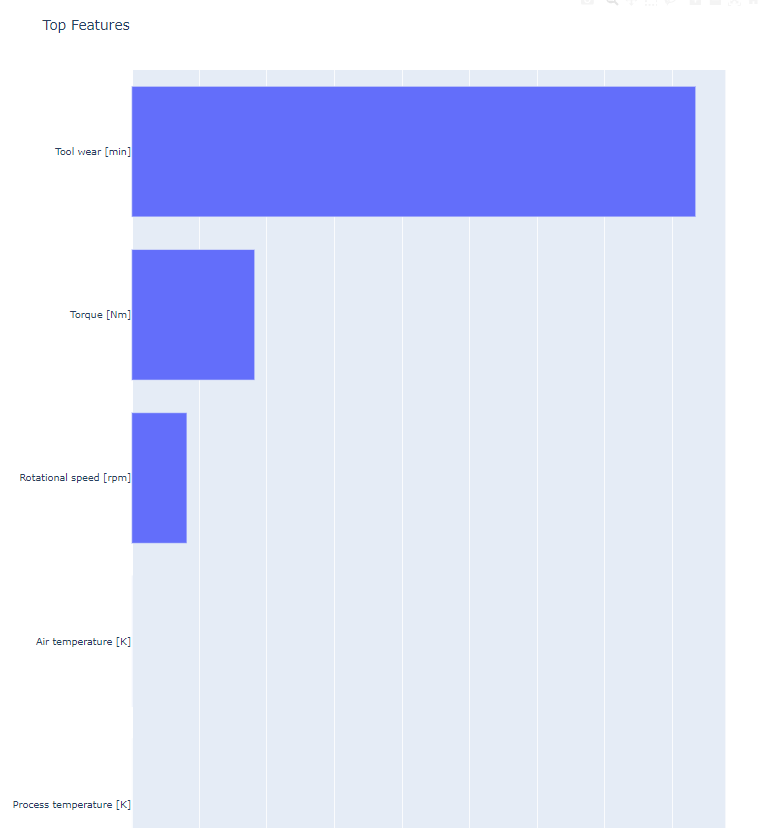 Top Features
Tool wear [min]
Torque [Nm]
Rotational speed [rpm]
Air temperature [K]
Process temperature [K]